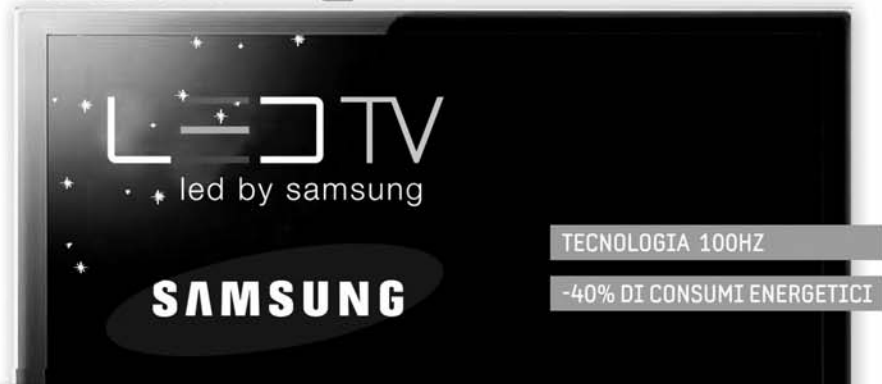 LED TV
led by samsung
SAMSUNG
TECNOLOGIA 100HZ
-40% DI CONSUMI ENERGETICI